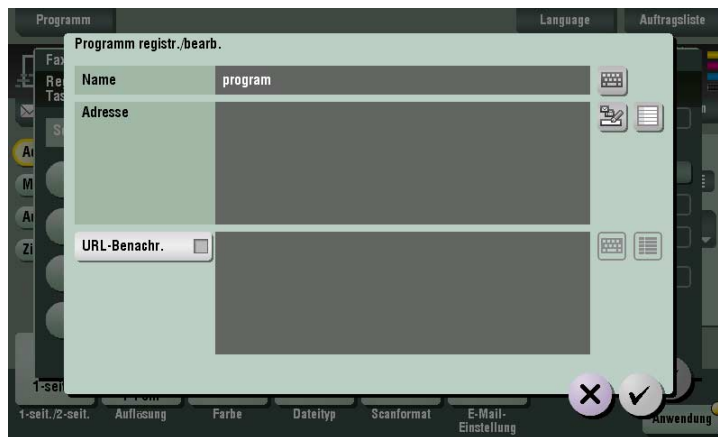 Programm
Language
Auftragsliste
Programm registr./bearb.
Fax
Name
program
Adresse
URL-Benachr.
1-seit./2-seit.
Auflösung
Farbe
Dateityp
Scanformat
E-Mail-
Einstellung
Anwendung